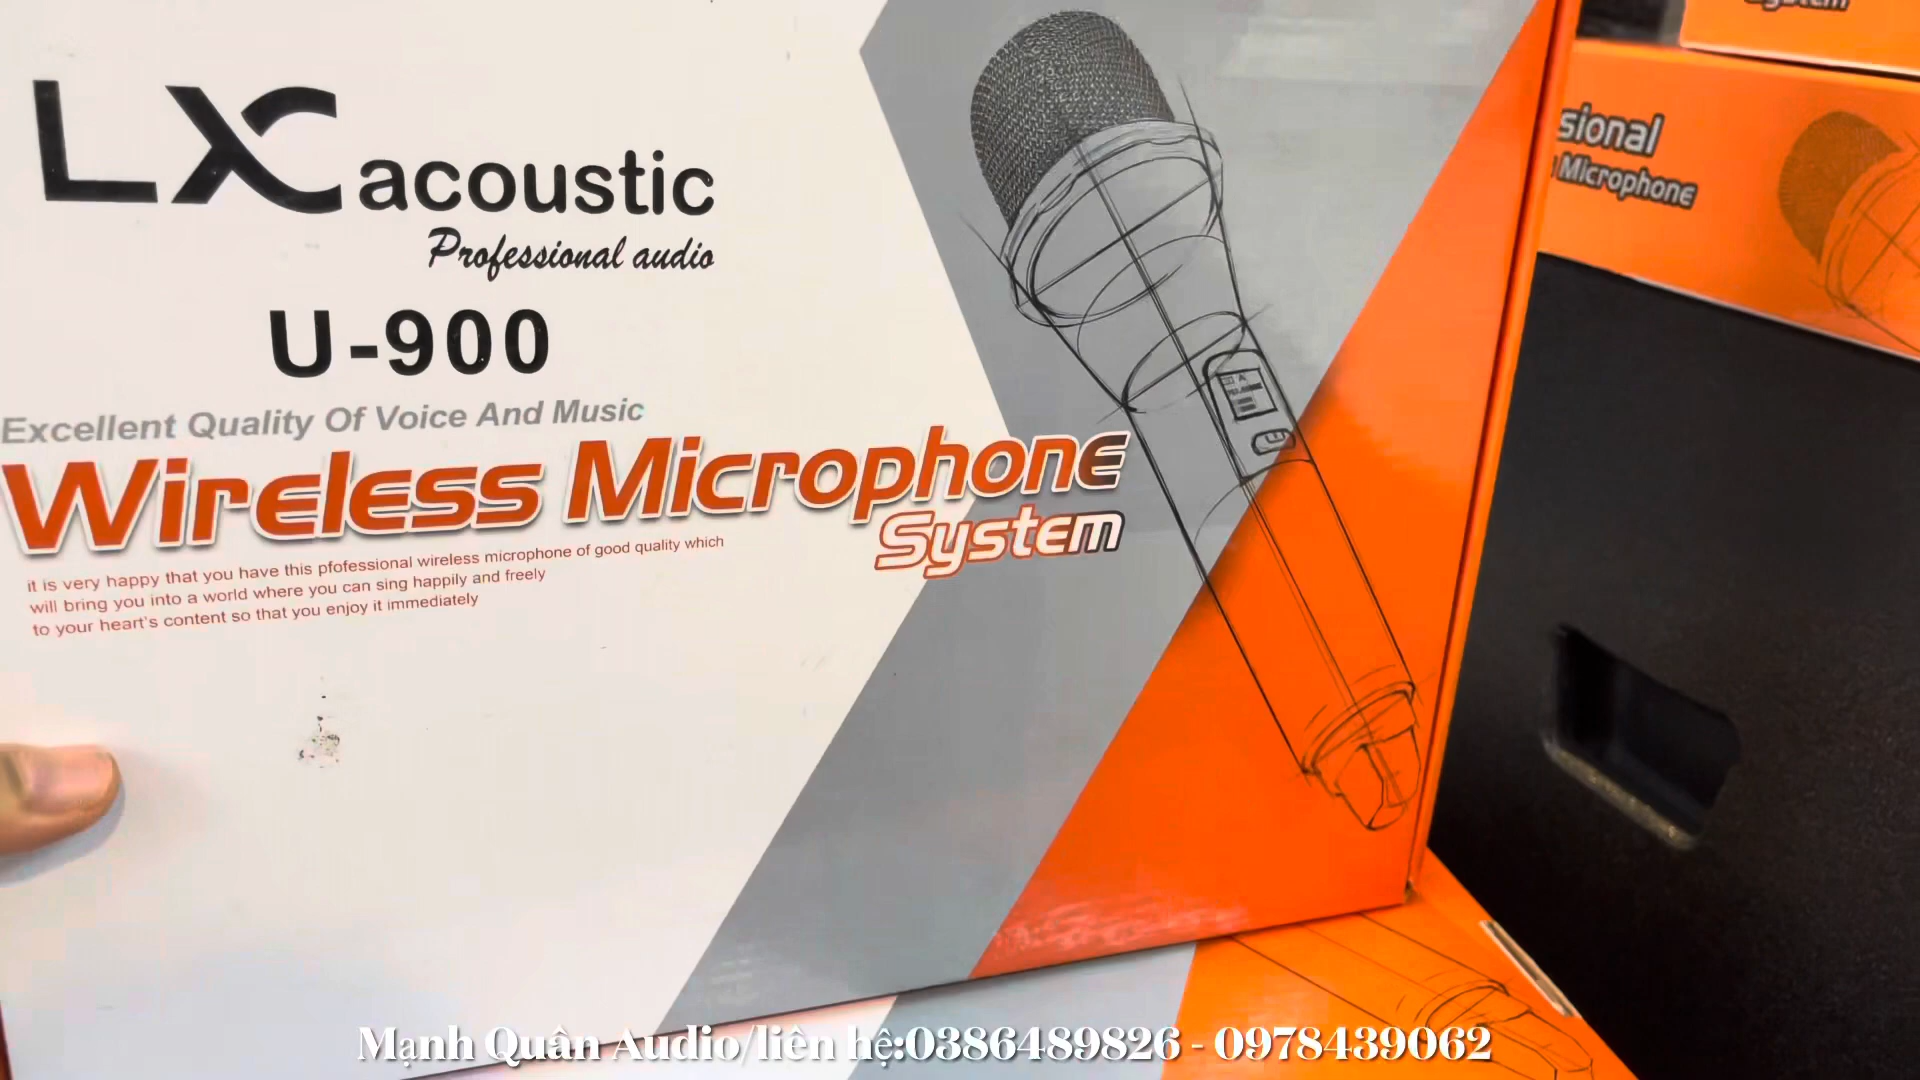 LXC acoustic
Professional audio
U-900
Excellent Quality Of Voice And Music
Wireless Microphone
System
it is very happy that you have this pfofessional wireless microphone of good quality which
will bring you into a world where you can sing happily and freely
to your heart's content so that you enjoy it immediately
System
sional
Microphone
Mạnh Quân Audio/liên hệ:0386489826 - 0978439062